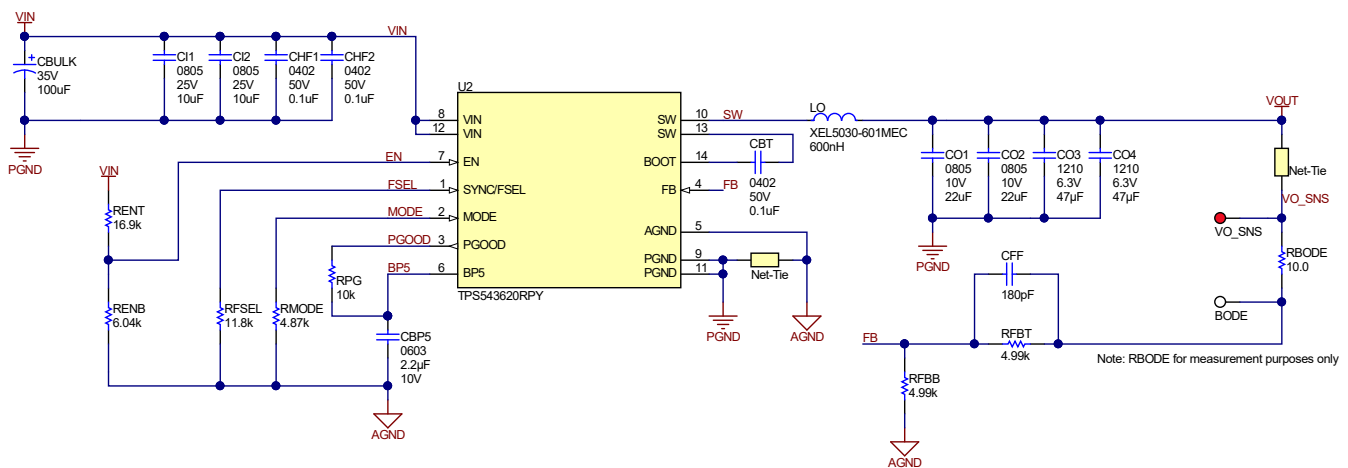 VIN
VIN
CBULK
35V
100uF
CI1
0805
25V
10uF
CI2
0805
25V
10uF
CHF1
0402
50V
0.1uF
CHF2
0402
50V
0.1uF
PGND
U2
8
VIN
12
VIN
EN
7
EN
FSEL
1
SYNC/FSEL
MODE
2
MODE
PGOOD
3
PGOOD
BP5
6
BP5
SW
10
SW
SW
13
BOOT
14
FB
4
FB
AGND
5
PGND
9
PGND
11
TPS543620RPY
VIN
RENT
16.9k
RENB
6.04k
RFSEL
11.8k
RMODE
4.87k
RPG
10k
CBP5
0603
2.2µF
10V
AGND
CBT
0402
50V
0.1uF
LO
XEL5030-601MEC
600nH
Net-Tie
PGND
AGND
CO1
0805
10V
22uF
CO2
0805
10V
22uF
CO3
1210
6.3V
47µF
CO4
1210
6.3V
47µF
PGND
VOUT
Net-Tie
VO_SNS
VO_SNS
RBODE
10.0
BODE
CFF
180pF
FB
RFBT
4.99k
Note: RBODE for measurement purposes only
RFBB
4.99k
AGND